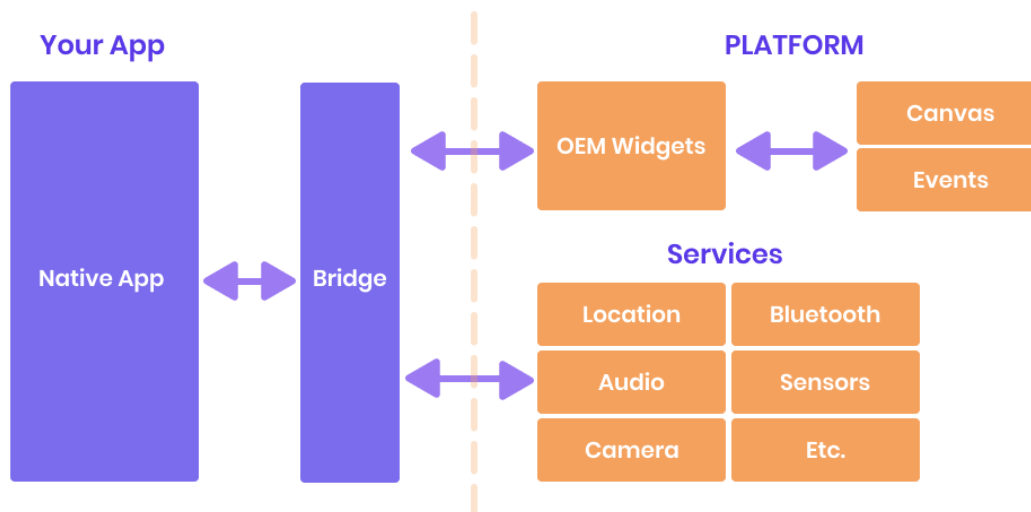 Your App
PLATFORM
Native App
Bridge
OEM Widgets
Canvas
Events
Services
Location
Bluetooth
Audio
Sensors
Camera
Etc.